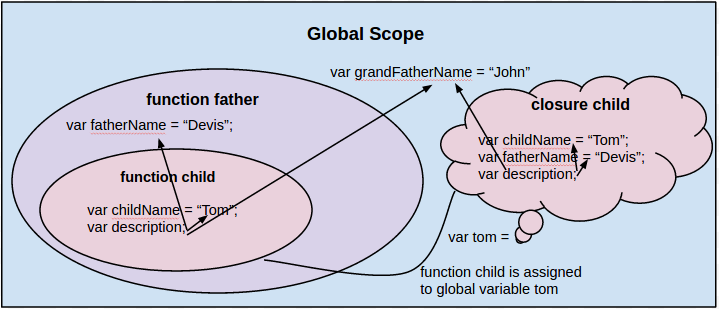 Global Scope
var grandFatherName = “John”
function father
var fatherName = “Devis”;
function child
var childName = “Tom”;
var description;
closure child
var childName = “Tom”;
var fatherName = “Devis”;
var description;
var tom =
function child is assigned
to global variable tom